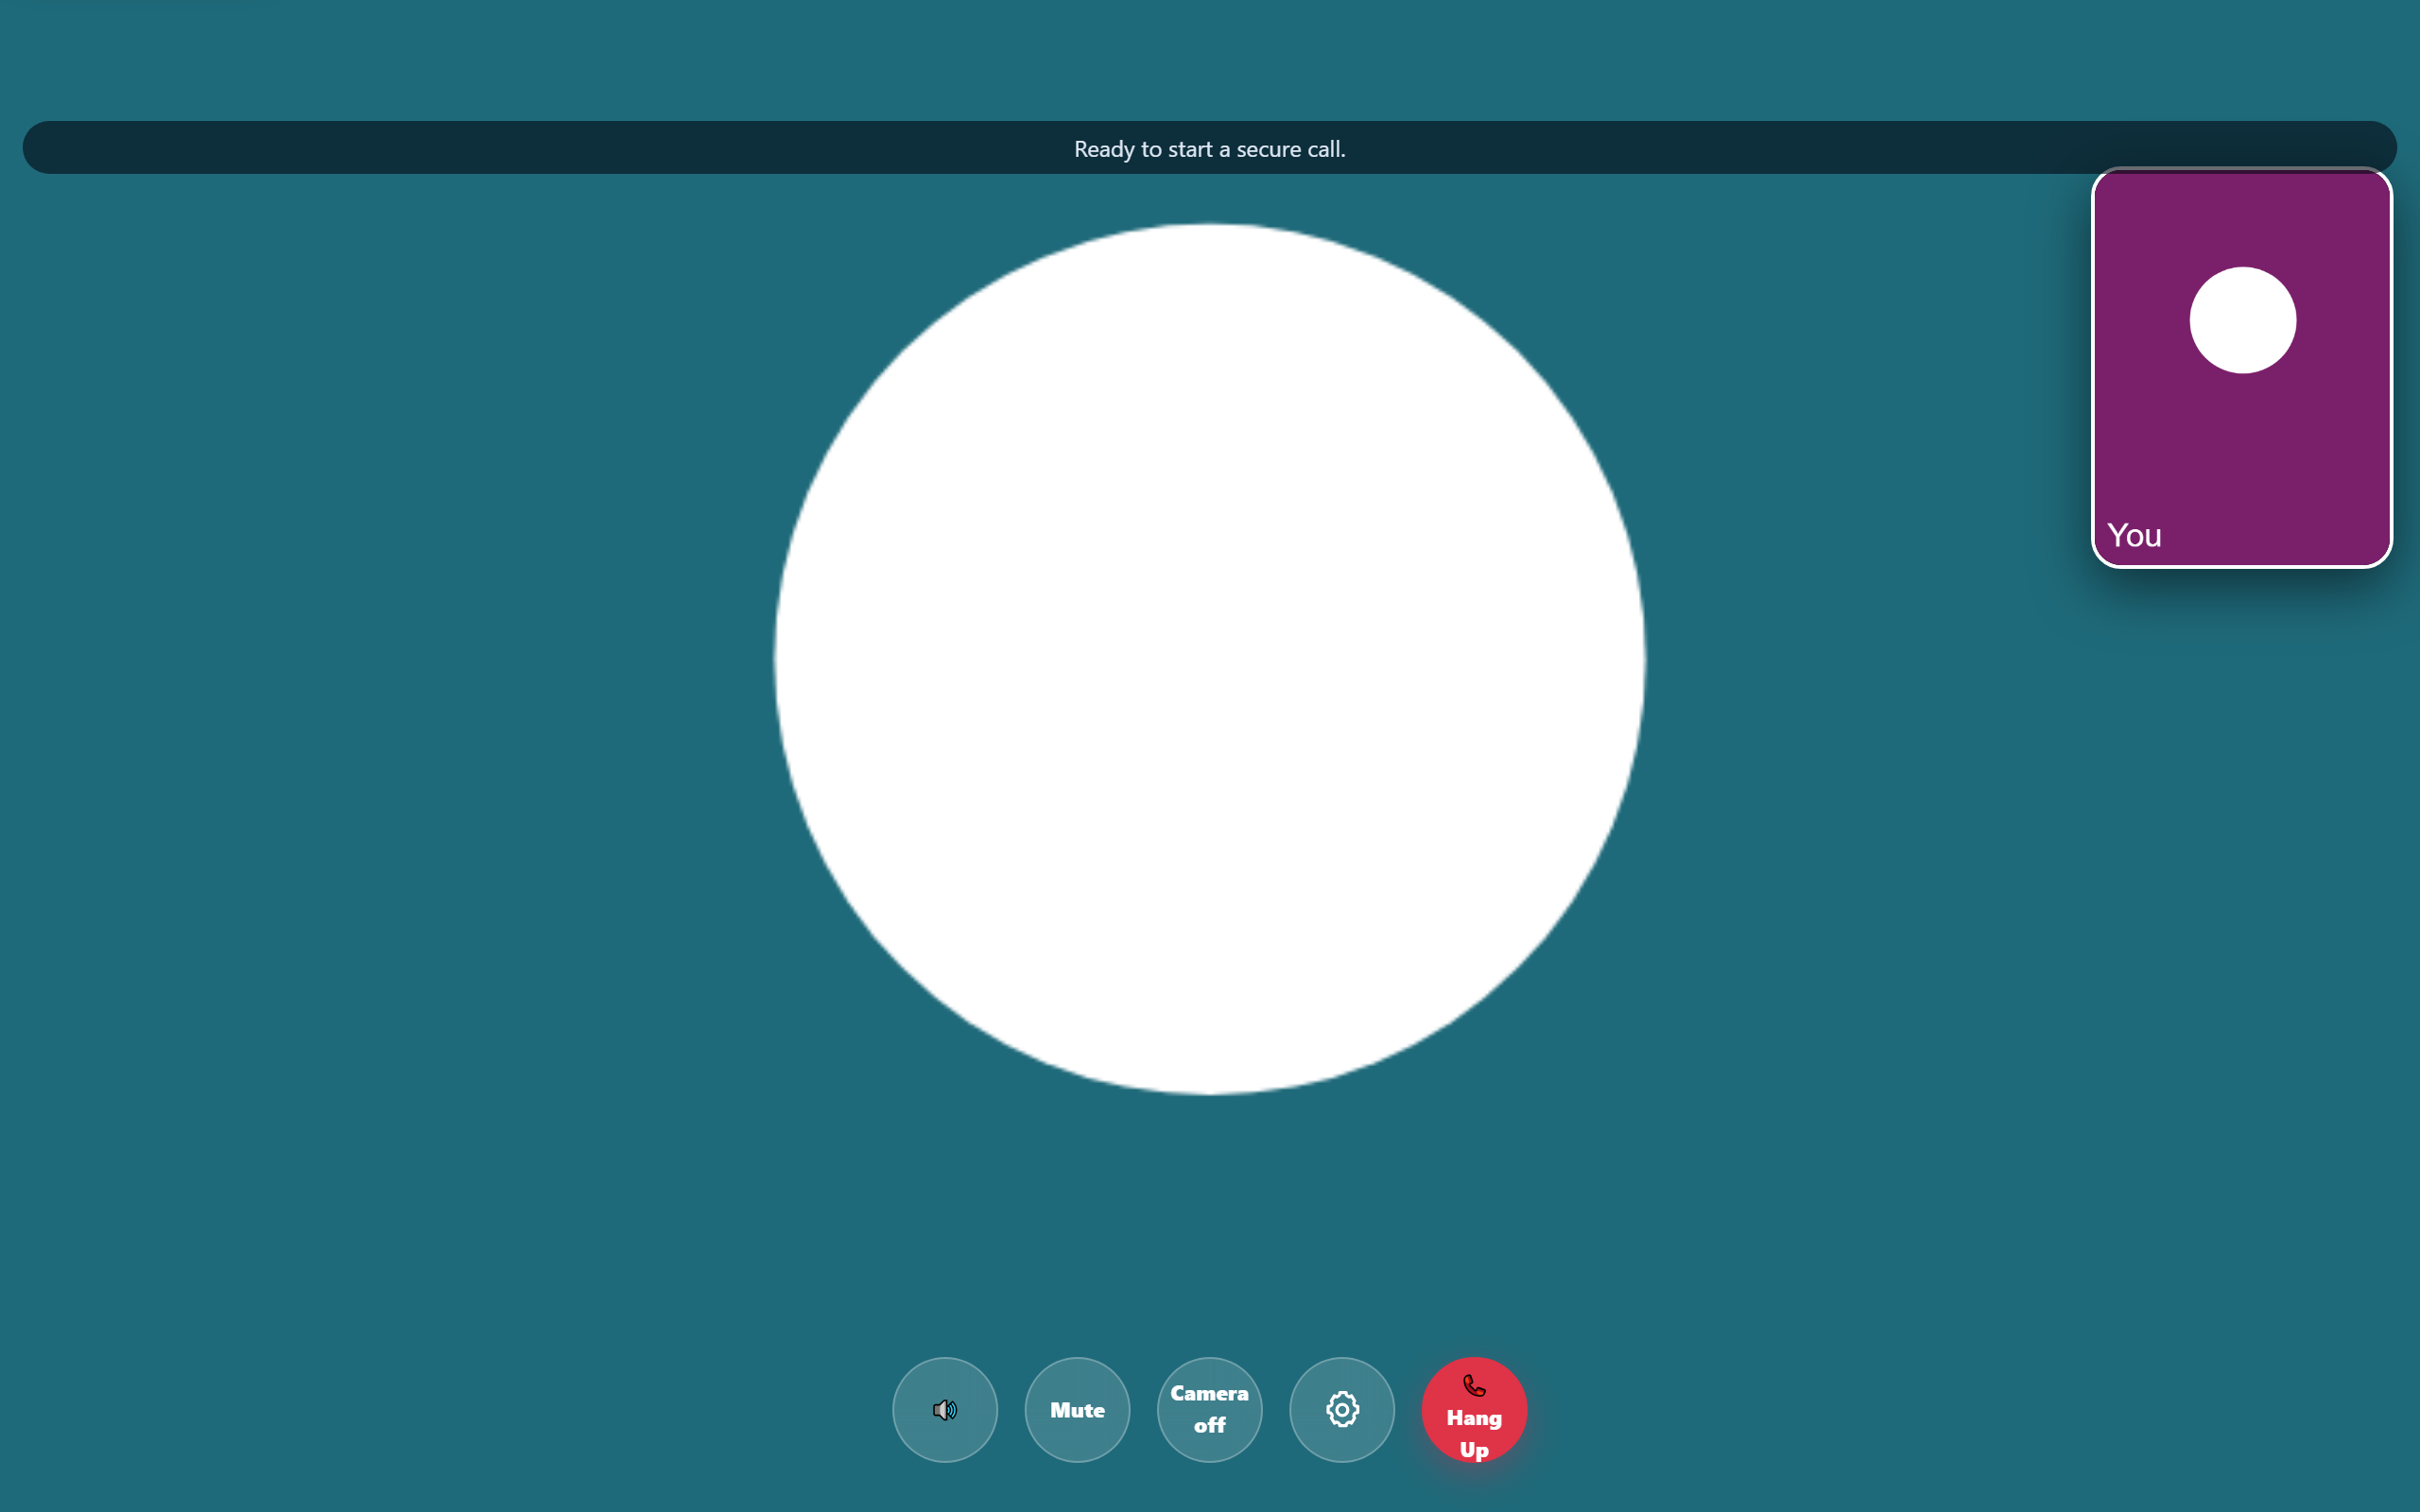 Ready to start a secure call.
You
Mute
Camera
off
Hang
Up